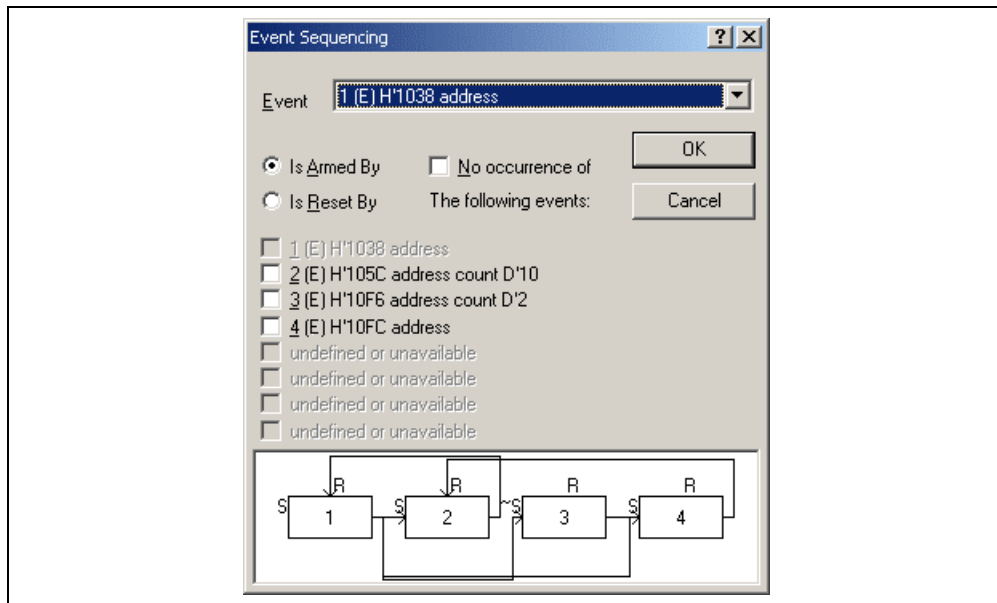 Event Sequencing
Event 1 (E) H'1038 address
OK
Is Armed By No occurrence of
Is Reset By The following events: Cancel
1 (E) H'1038 address
2 (E) H'105C address count D'10
3 (E) H'10F6 address count D'2
4 (E) H'10FC address
undefined or unavailable
undefined or unavailable
undefined or unavailable
undefined or unavailable
R R R R
S S ~S S
1 2 3 4